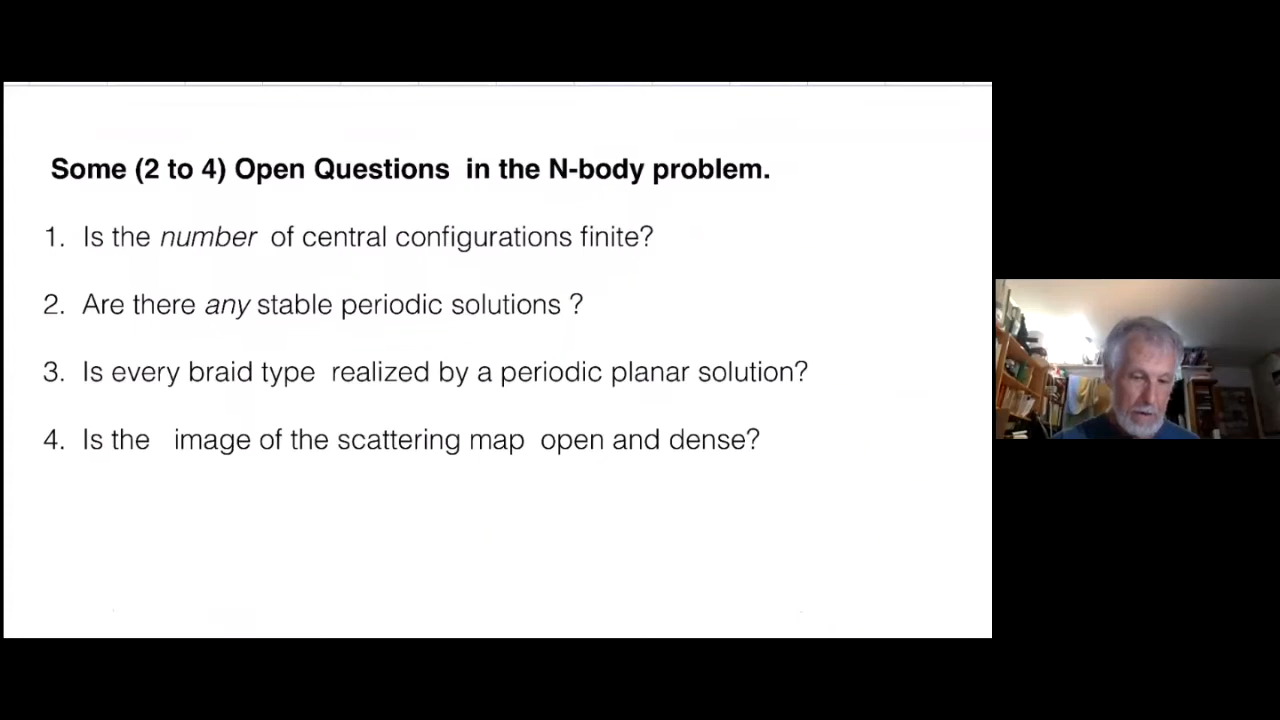 Some (2 to 4) Open Questions in the N-body problem.
1. Is the number of central configurations finite?
2. Are there any stable periodic solutions ?
3. Is every braid type realized by a periodic planar solution?
4. Is the image of the scattering map open and dense?